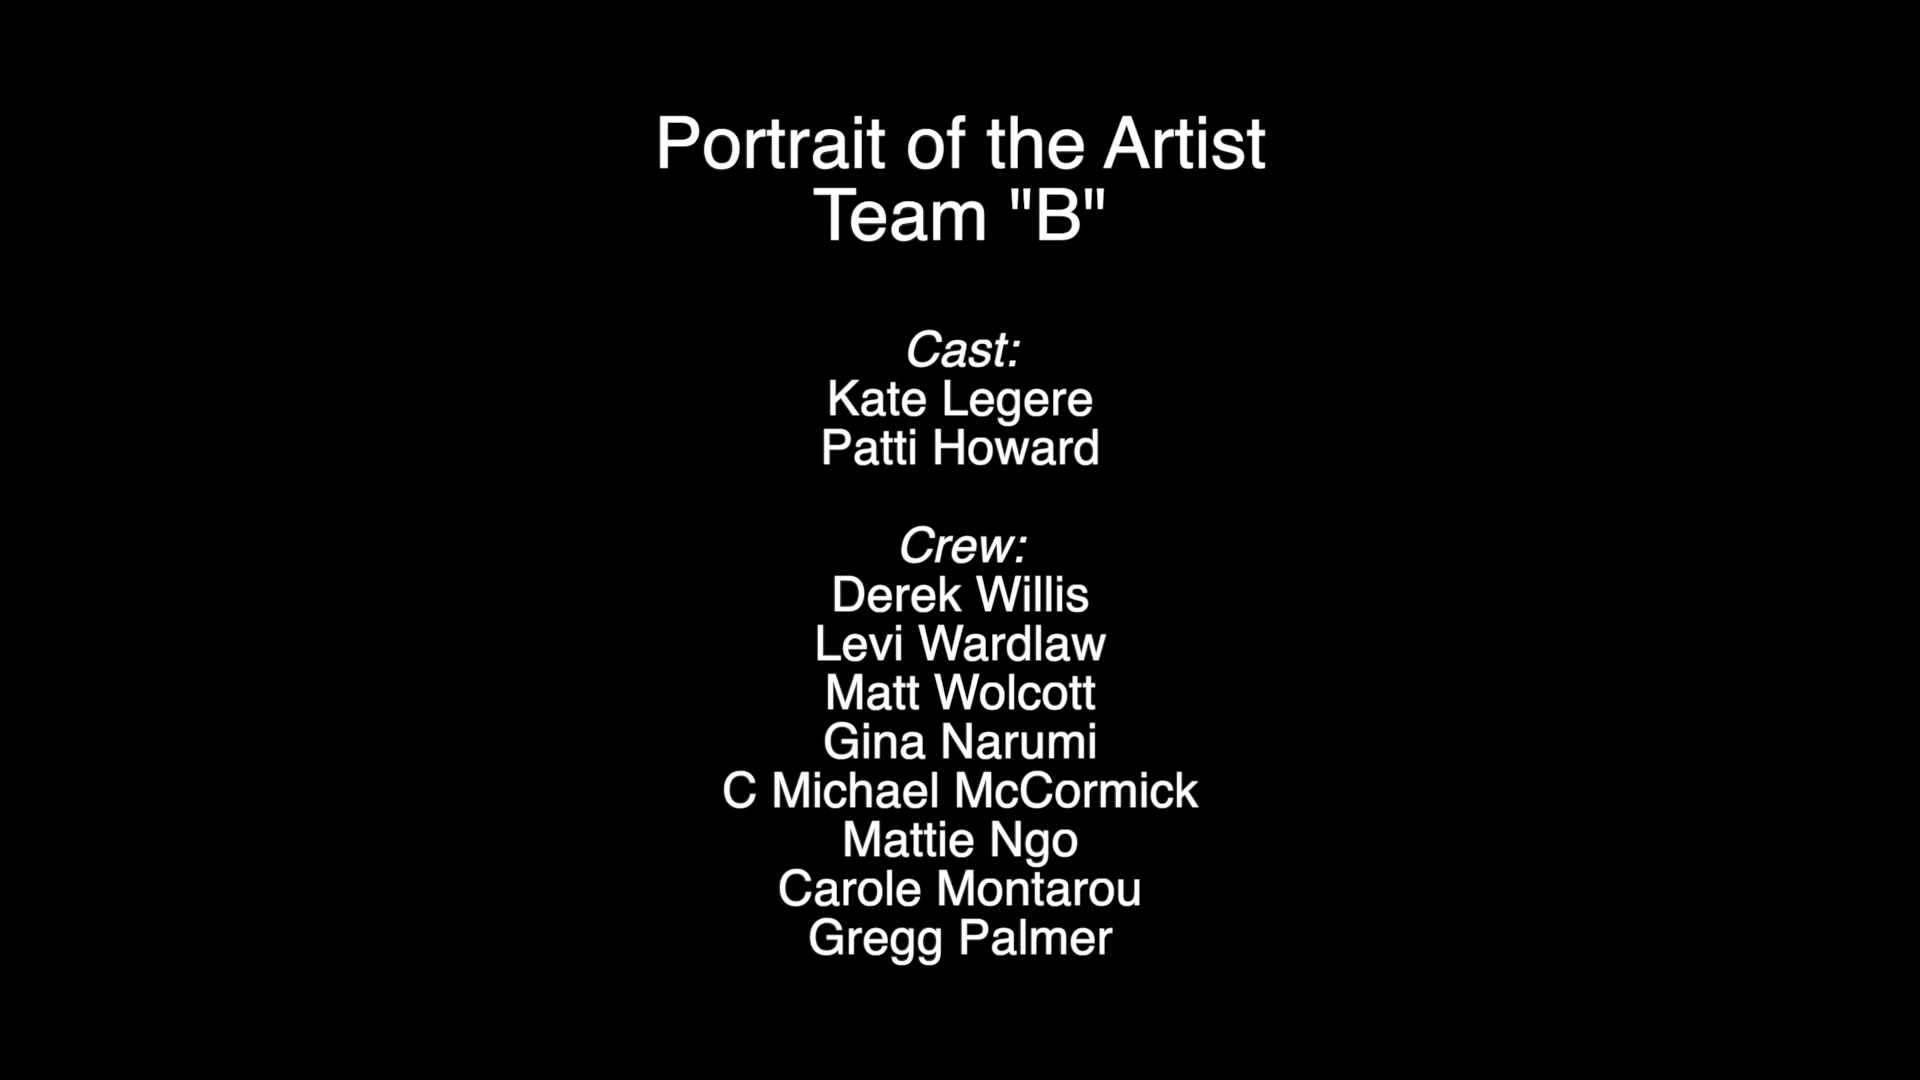 Portrait of the Artist
Team "B"
Cast:
Kate Legere
Patti Howard
Crew:
Derek Willis
Levi Wardlaw
Matt Wolcott
Gina Narumi
C Michael McCormick
Mattie Ngo
Carole Montarou
Gregg Palmer